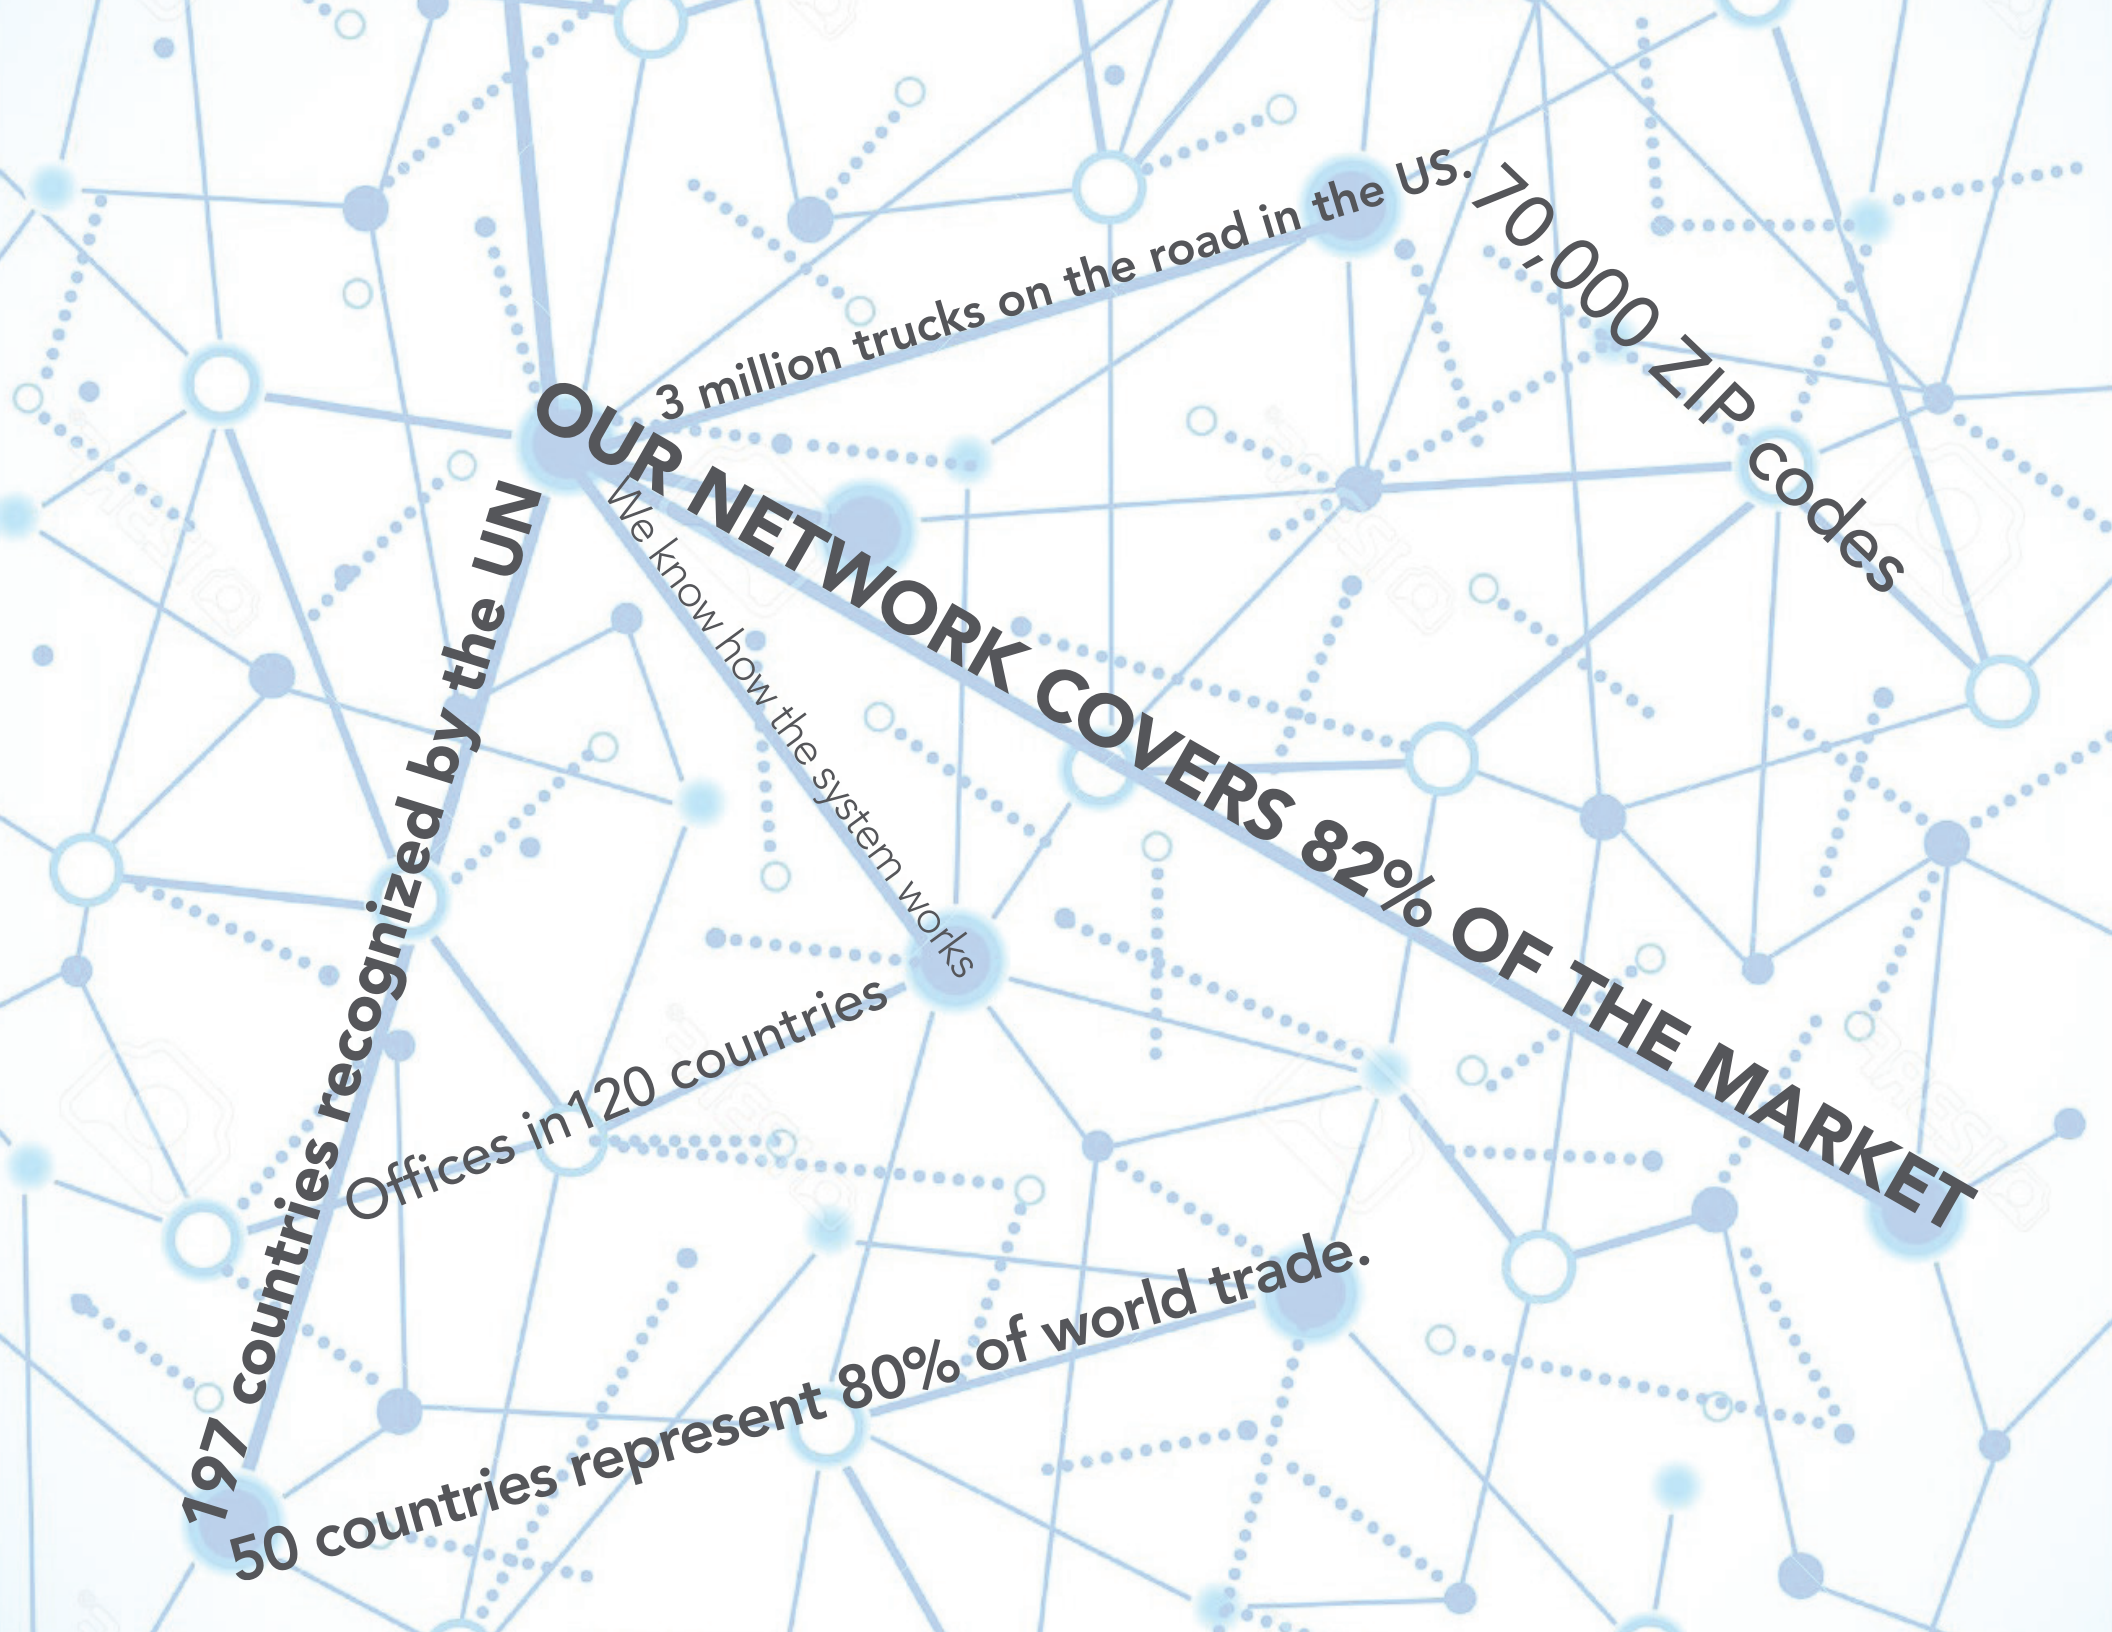 3 million trucks on the road in the US.
70,000 ZIP codes
OUR NETWORK COVERS 82% OF THE MARKET
We know how the system works
197 countries recognized by the UN
Offices in120 countries
50 countries represent 80% of world trade.